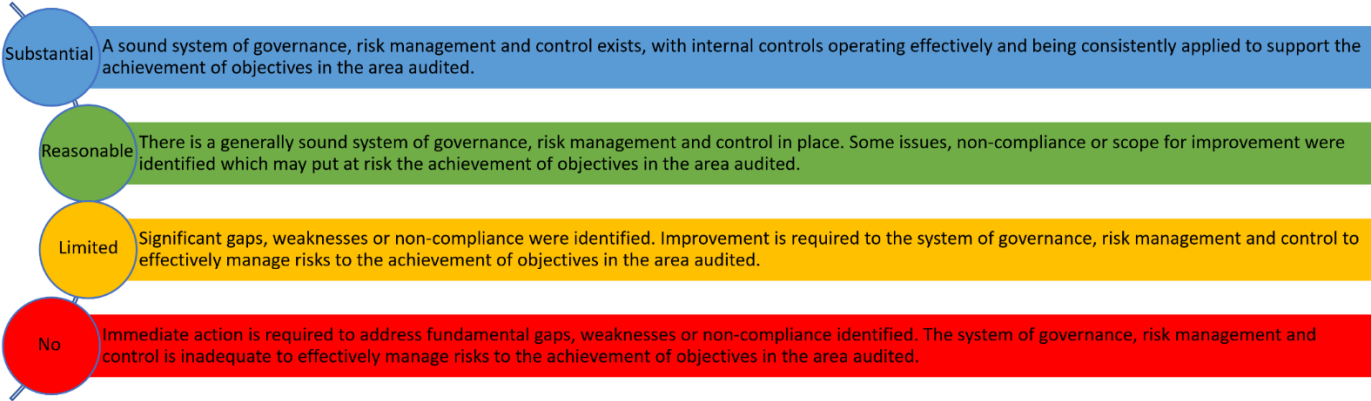 Substantial
A sound system of governance, risk management and control exists, with internal controls operating effectively and being consistently applied to support the
achievement of objectives in the area audited.
Reasonable
There is a generally sound system of governance, risk management and control in place. Some issues, non-compliance or scope for improvement were
identified which may put at risk the achievement of objectives in the area audited.
Limited
Significant gaps, weaknesses or non-compliance were identified. Improvement is required to the system of governance, risk management and control to
effectively manage risks to the achievement of objectives in the area audited.
No
Immediate action is required to address fundamental gaps, weaknesses or non-compliance identified. The system of governance, risk management and
control is inadequate to effectively manage risks to the achievement of objectives in the area audited.